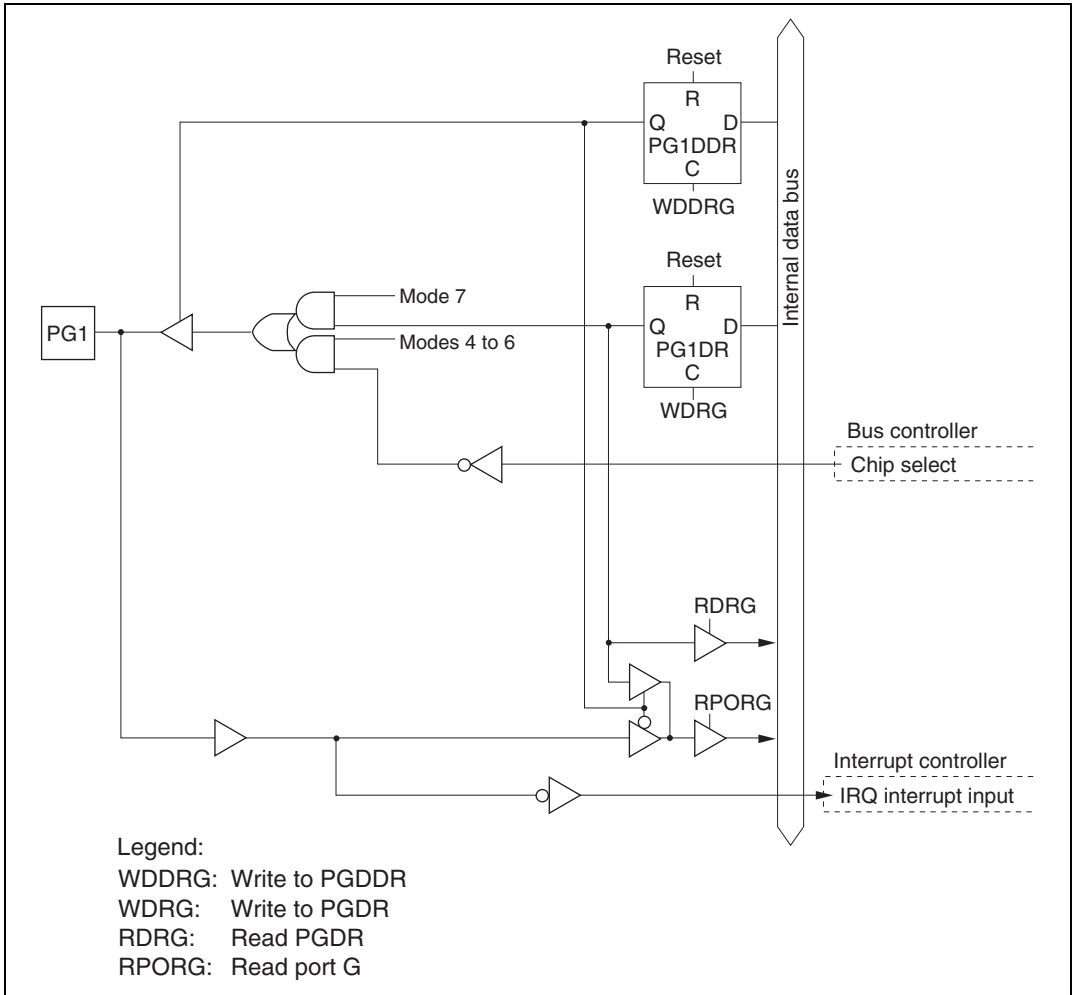 Reset
R
Q D
PG1DDR
C
WDDRG
Internal data bus
Reset
R
Mode 7
Q D
PG1
Modes 4 to 6
PG1DR
C
WDRG
Bus controller
Chip select
RDRG
RPORG
Interrupt controller
IRQ interrupt input
Legend:
WDDRG: Write to PGDDR
WDRG: Write to PGDR
RDRG: Read PGDR
RPORG: Read port G